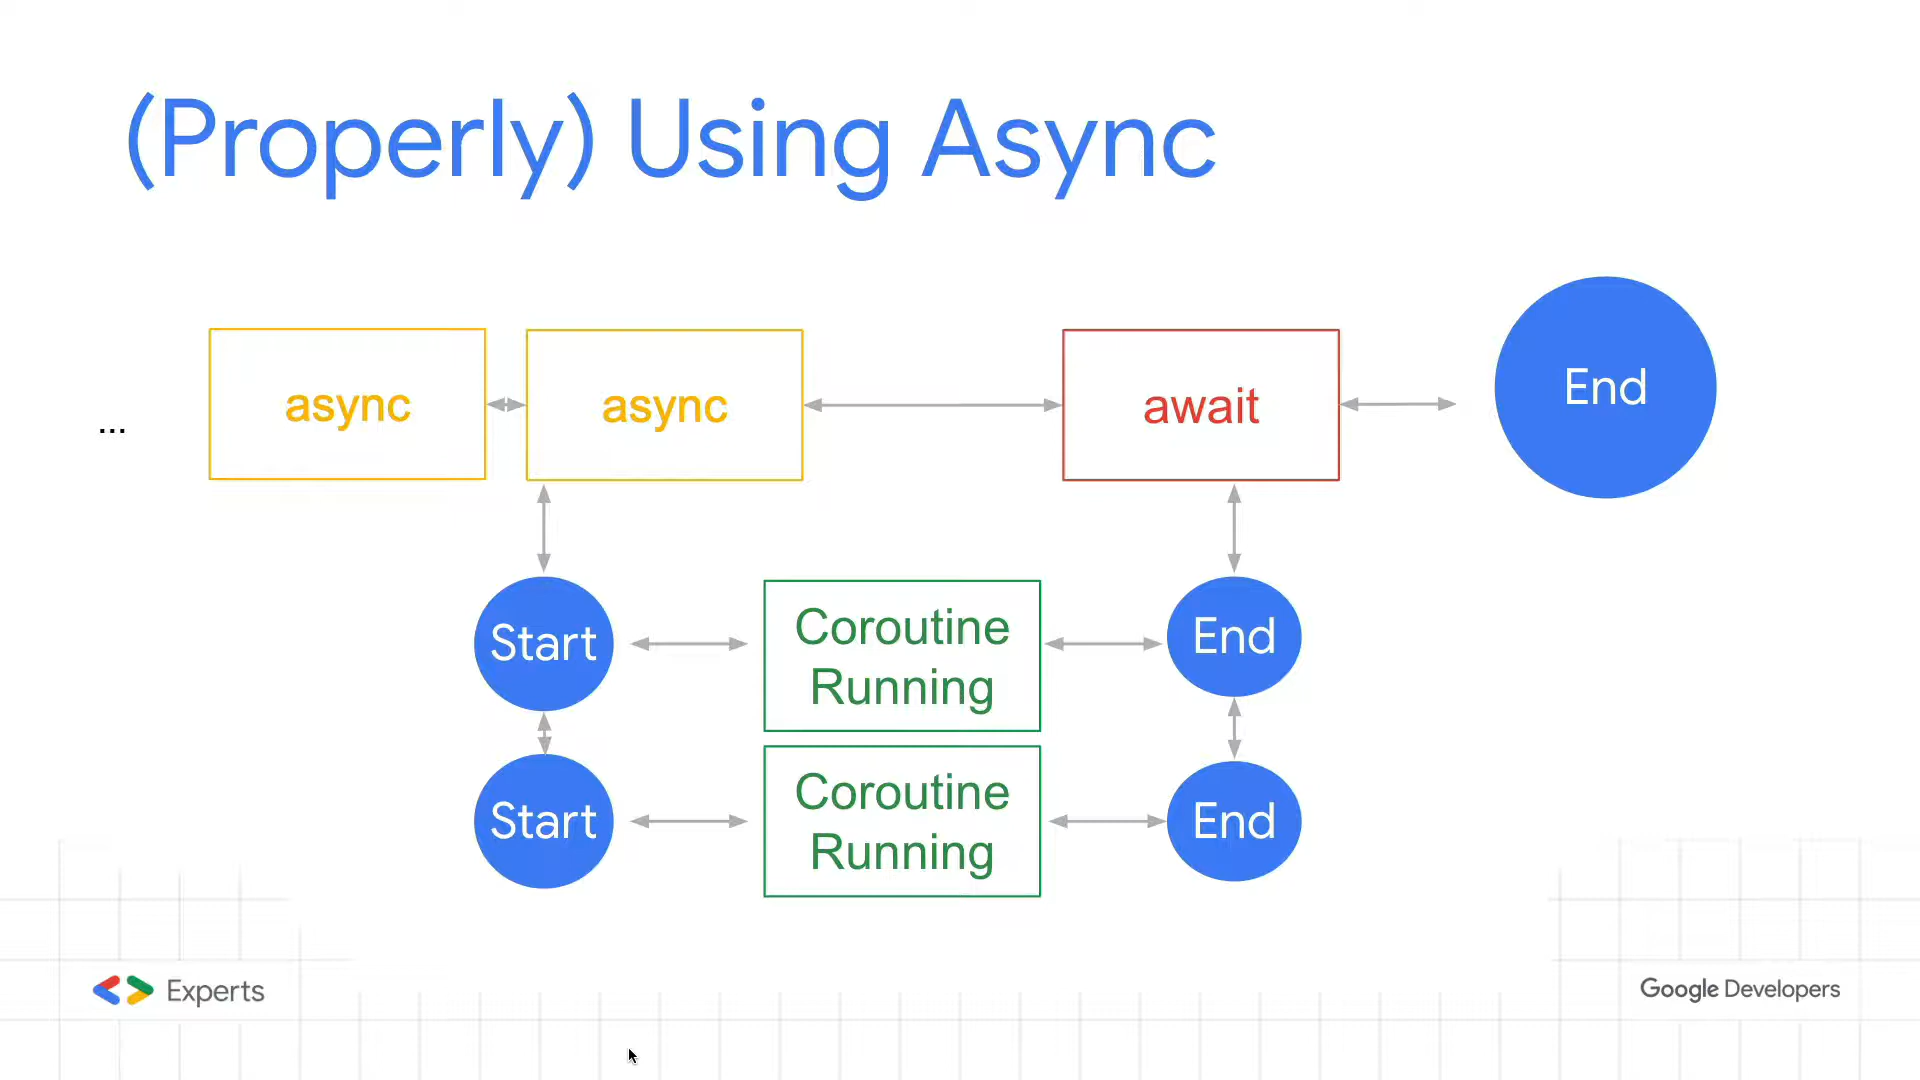 (Properly) Using Async
...
async
async
await
End
Start
Coroutine
Running
End
Start
Coroutine
Running
End
Experts
Google Developers